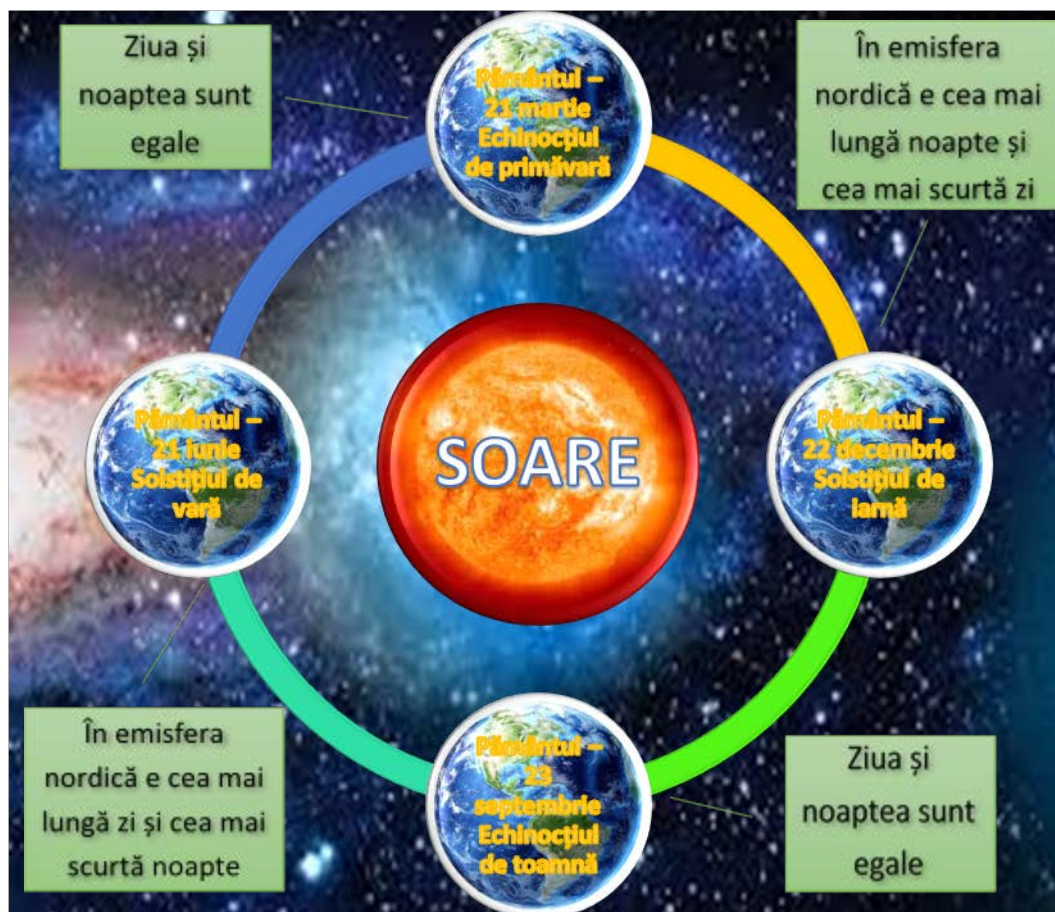 Ziua și
noaptea sunt
egale
Pământul –
21 martie
Echinocțiul
de primăvară
În emisfera
nordică e cea mai
lungă noapte și
cea mai scurtă zi
Pământul –
21 iunie
Solstițiul de
vară
SOARE
Pământul –
22 decembrie
Solstițiul de
iarnă
În emisfera
nordică e cea mai
lungă zi și cea mai
scurtă noapte
Pământul –
23
septembrie
Echinocțiul
de toamnă
Ziua și
noaptea sunt
egale